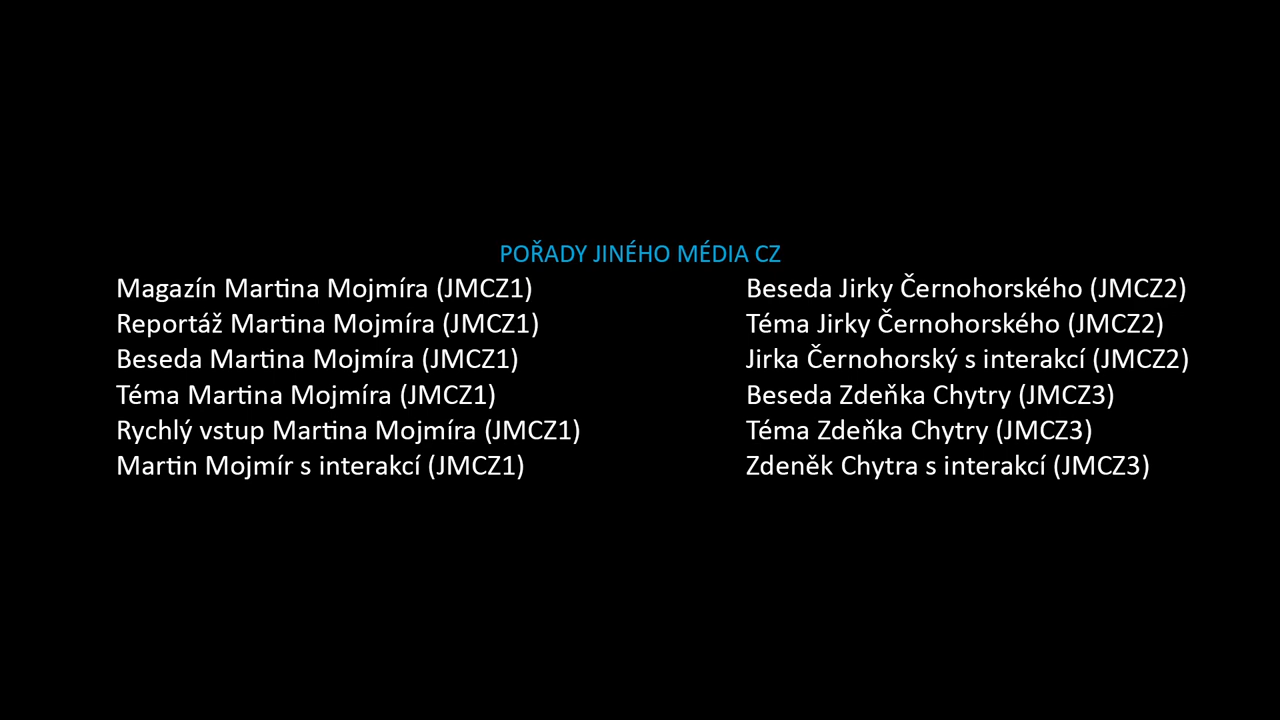 POŘADY JINÉHO MÉDIA CZ
Magazín Martina Mojmíra (JMCZ1)
Reportáž Martina Mojmíra (JMCZ1)
Beseda Martina Mojmíra (JMCZ1)
Téma Martina Mojmíra (JMCZ1)
Rychlý vstup Martina Mojmíra (JMCZ1)
Martin Mojmír s interakcí (JMCZ1)
Beseda Jirky Černohorského (JMCZ2)
Téma Jirky Černohorského (JMCZ2)
Jirka Černohorský s interakcí (JMCZ2)
Beseda Zdeňka Chytry (JMCZ3)
Téma Zdeňka Chytry (JMCZ3)
Zdeněk Chytra s interakcí (JMCZ3)